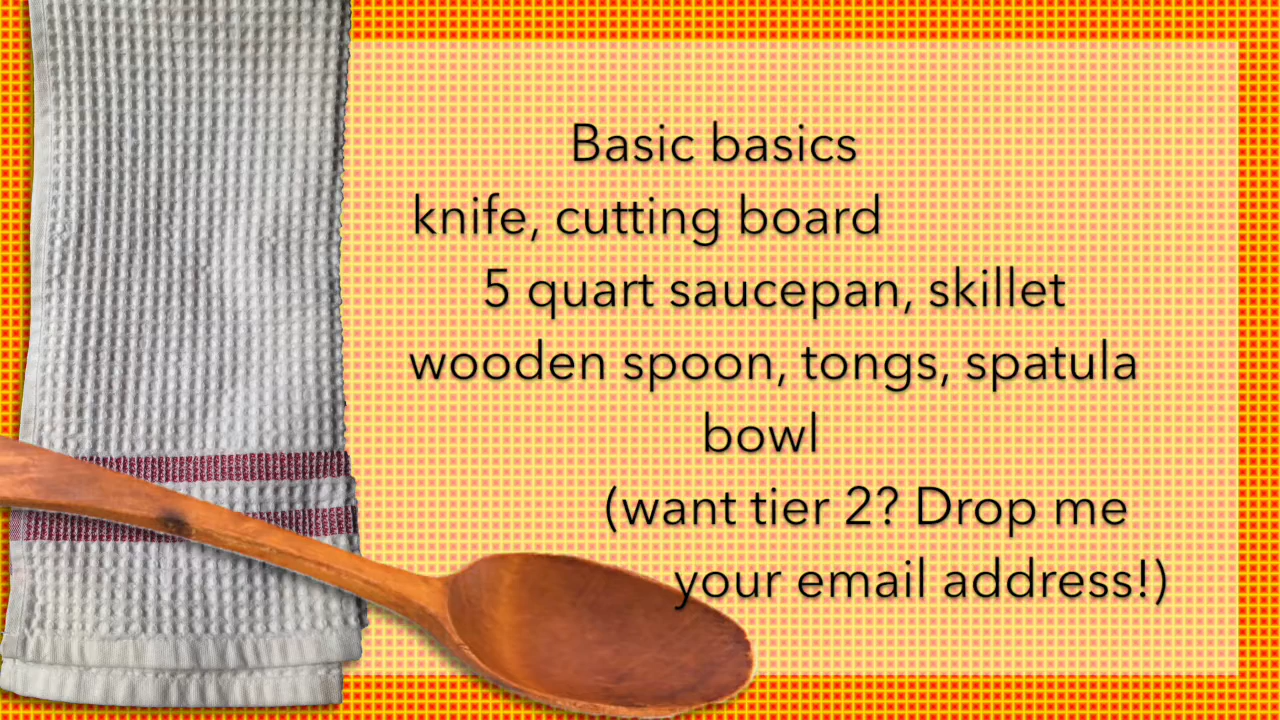 Basic basics
knife, cutting board
5 quart saucepan, skillet
wooden spoon, tongs, spatula
bowl
(want tier 2? Drop me
your email address!)